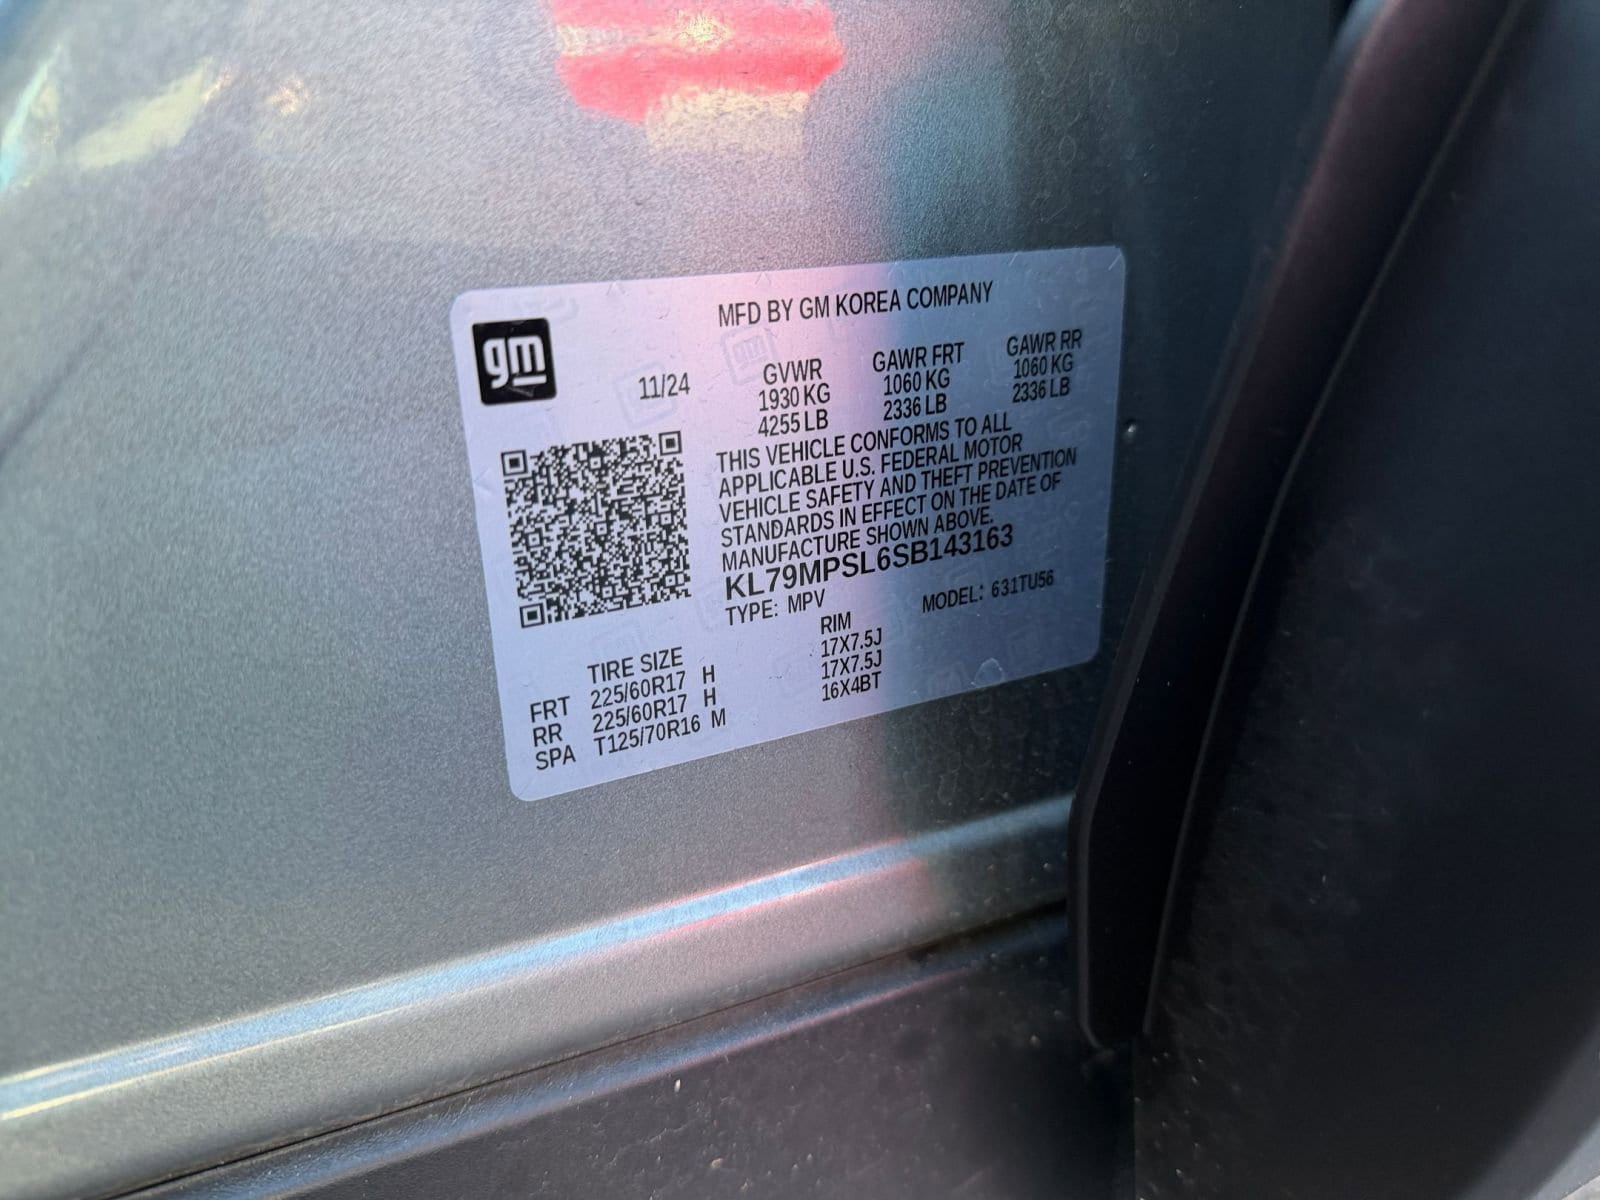 MFD BY GM KOREA COMPANY
gm
11/24
GVWR GAWR FRT GAWR RR
1930 KG 1060 KG 1060 KG
4255 LB 2336 LB 2336 LB
THIS VEHICLE CONFORMS TO ALL
APPLICABLE U.S. FEDERAL MOTOR
VEHICLE SAFETY AND THEFT PREVENTION
STANDARDS IN EFFECT ON THE DATE OF
MANUFACTURE SHOWN ABOVE.
KL79MPSL6SB143163
TYPE: MPV MODEL: 631TU56
TIRE SIZE RIM
FRT 225/60R17 H 17X7.5J
RR 225/60R17 H 17X7.5J
SPA T125/70R16 M 16X4BT